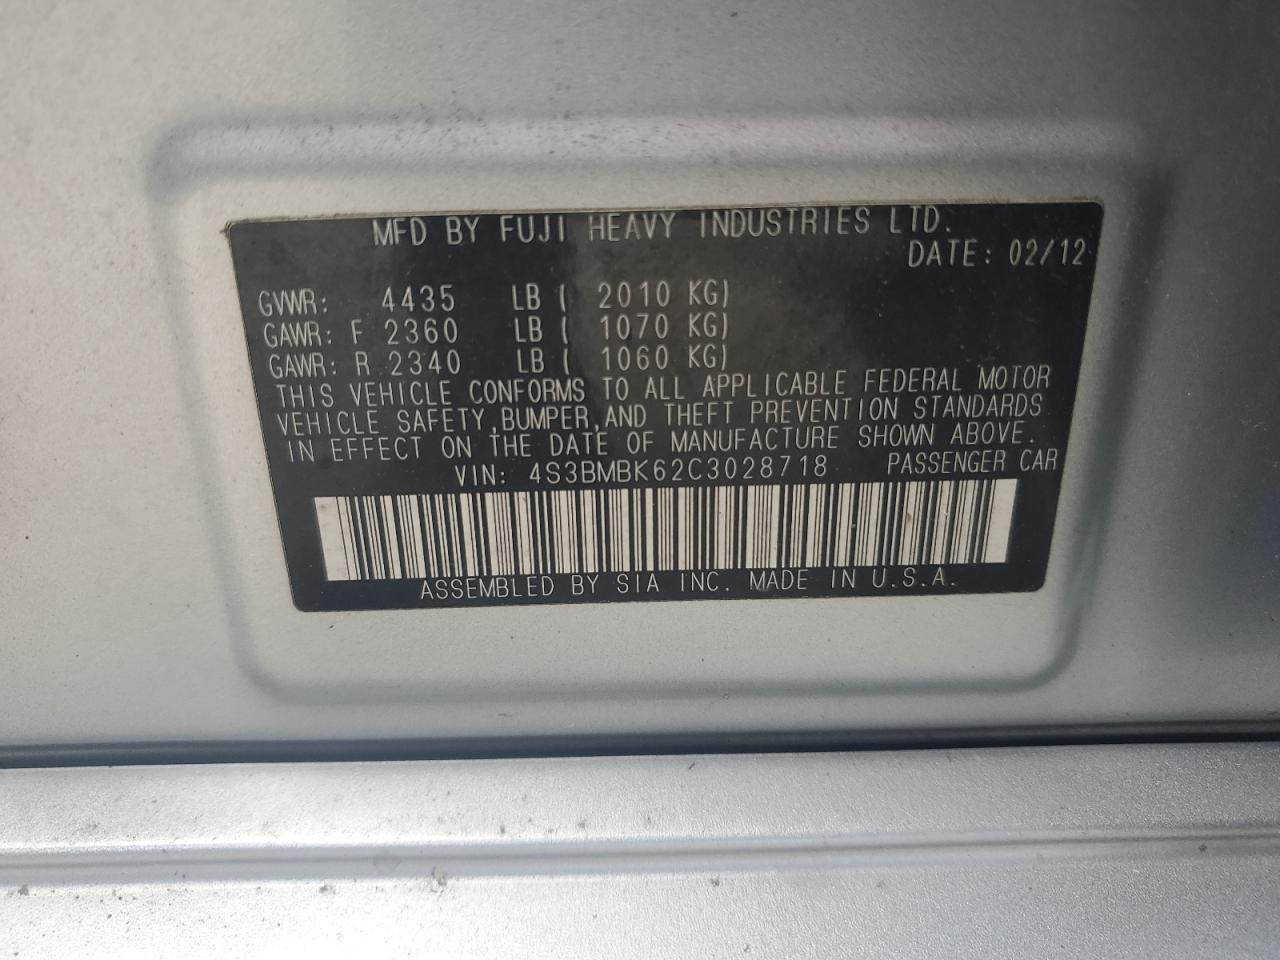 MFD BY FUJI HEAVY INDUSTRIES LTD.
DATE: 02/12
GVWR: 4435 LB ( 2010 KG)
GAWR: F 2360 LB ( 1070 KG)
GAWR: R 2340 LB ( 1060 KG)
THIS VEHICLE CONFORMS TO ALL APPLICABLE FEDERAL MOTOR
VEHICLE SAFETY,BUMPER,AND THEFT PREVENTION STANDARDS
IN EFFECT ON THE DATE OF MANUFACTURE SHOWN ABOVE.
VIN: 4S3BMBK62C3028718 PASSENGER CAR
ASSEMBLED BY SIA INC. MADE IN U.S.A.